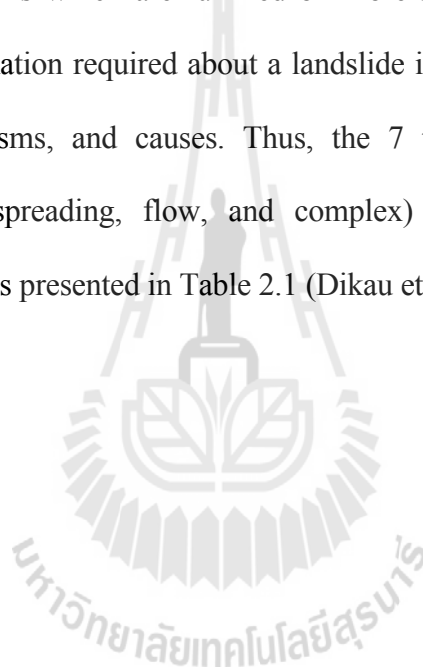 ation required about a landslide i
sms, and causes. Thus, the 7
spreading, flow, and complex)
s presented in Table 2.1 (Dikau et
มหาวิทยาลัยเทคโนโลยีสุรนารี